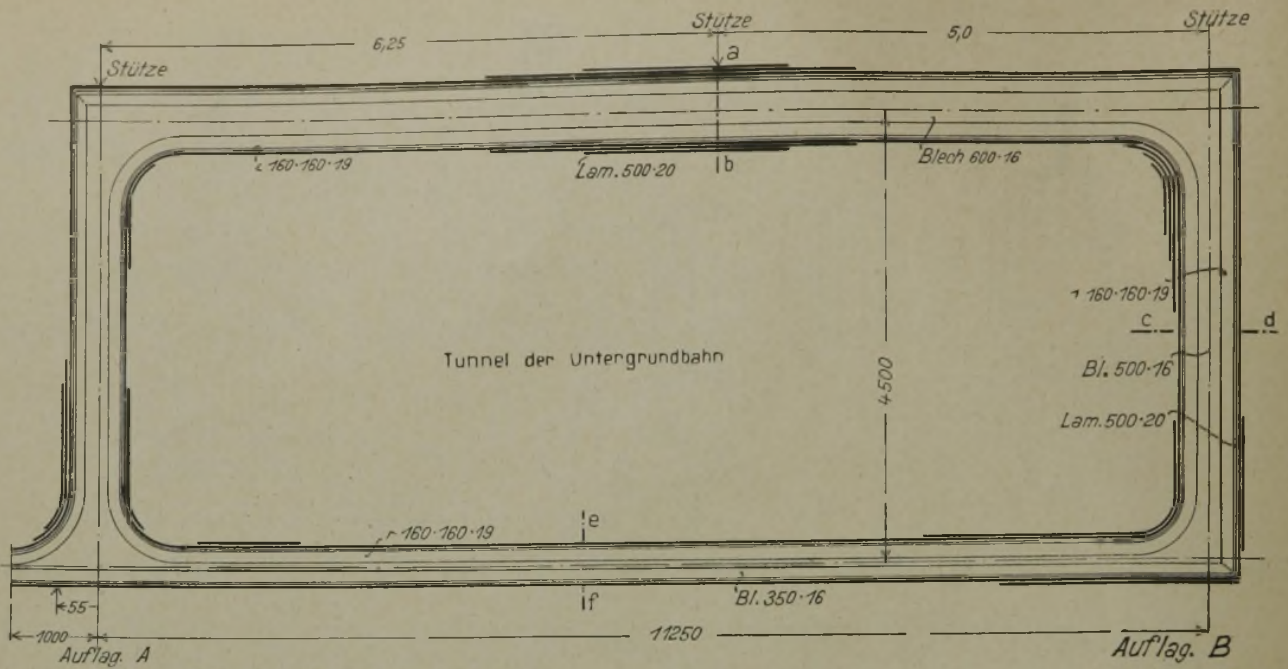 Stütze
Stütze
6,25
5,0
Stütze
a
160·160·19
Lam. 500·20
b
Blech 600·16
160·160·19
c
d
Tunnel der Untergrundbahn
4500
Bl. 500·16
Lam. 500·20
160·160·19
e
f
Bl. 350·16
55
1000
11250
Auflag. A
Auflag. B